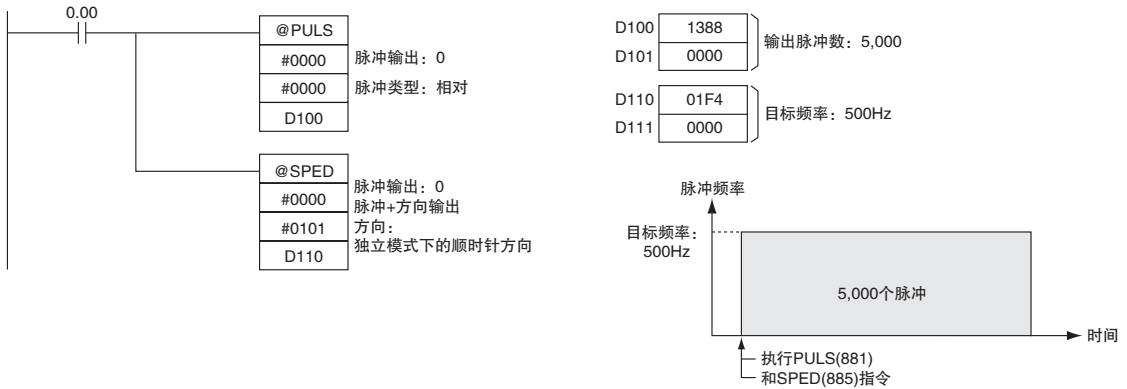 0.00
@PULS
#0000 脉冲输出：0
#0000 脉冲类型：相对
D100
@SPED
#0000 脉冲输出：0
脉冲+方向输出
#0101 方向：
独立模式下的顺时针方向
D110
D100 1388
D101 0000
输出脉冲数：5,000
D110 01F4
D111 0000
目标频率：500Hz
脉冲频率
目标频率：
500Hz
5,000个脉冲
时间
执行PULS(881)
和SPED(885)指令